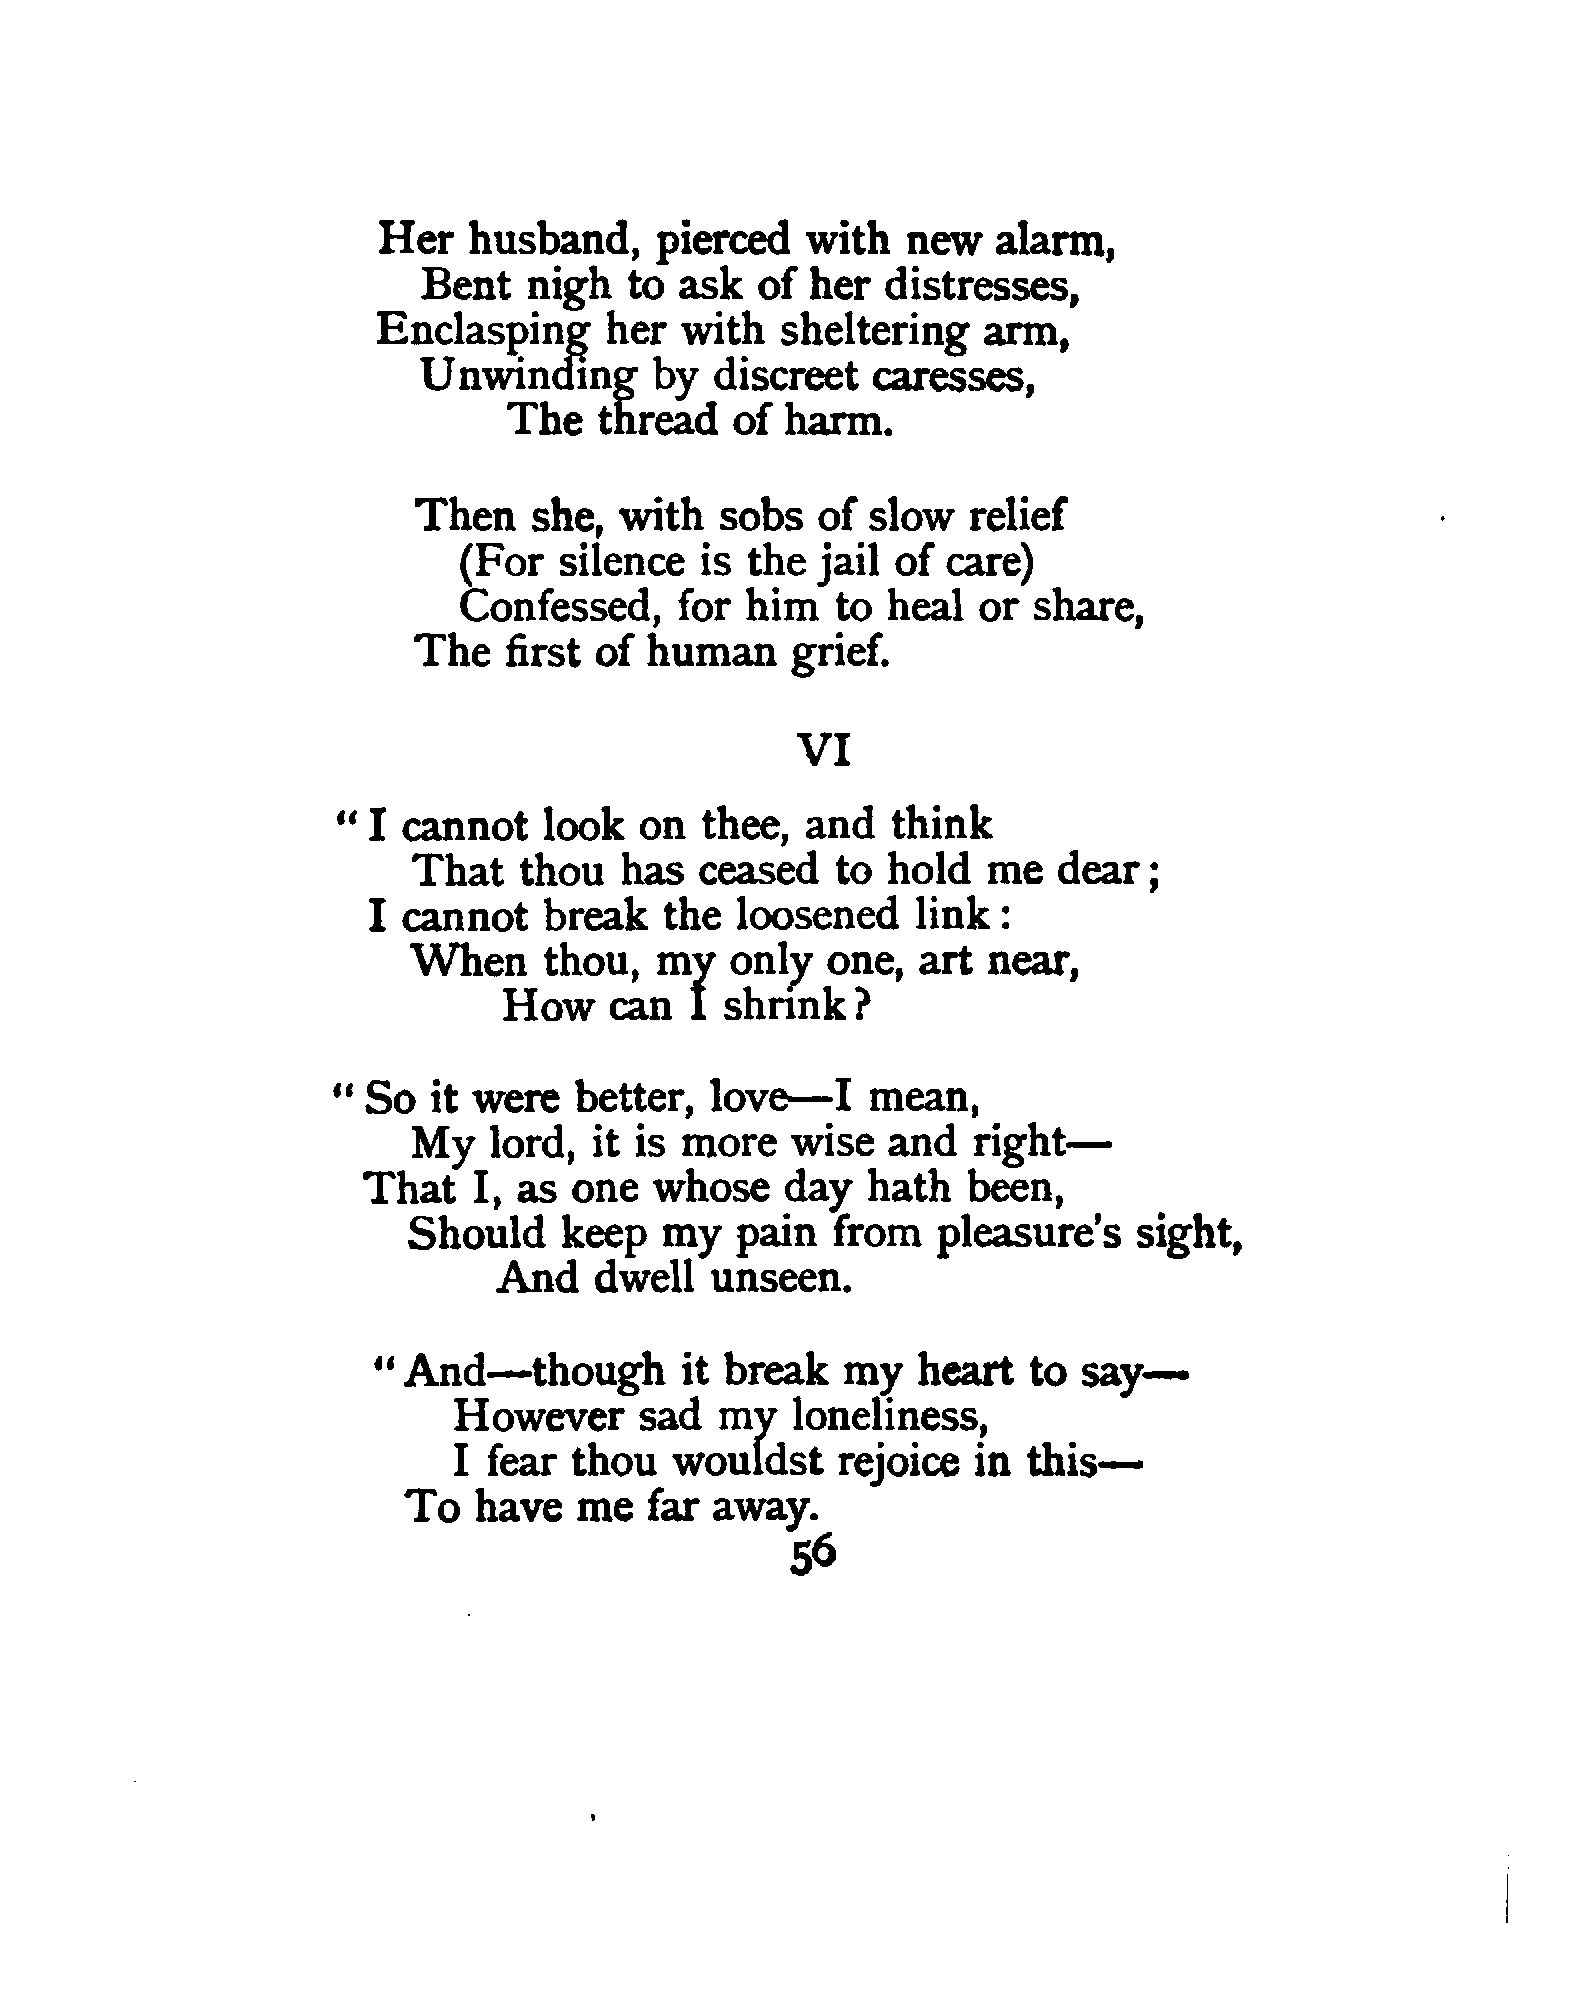 Her husband, pierced with new alarm,
Bent nigh to ask of her distresses,
Enclasping her with sheltering arm,
Unwinding by discreet caresses,
The thread of harm.
Then she, with sobs of slow relief
(For silence is the jail of care)
Confessed, for him to heal or share,
The first of human grief.
VI
“ I cannot look on thee, and think
That thou has ceased to hold me dear ;
I cannot break the loosened link :
When thou, my only one, art near,
How can I shrink ?
“ So it were better, love—I mean,
My lord, it is more wise and right—
That I, as one whose day hath been,
Should keep my pain from pleasure's sight,
And dwell unseen.
“ And—though it break my heart to say—
However sad my loneliness,
I fear thou wouldst rejoice in this—
To have me far away.
56